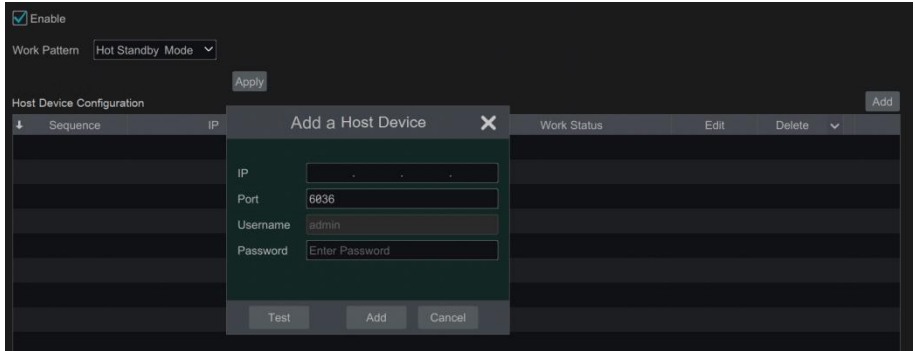 Enable
Work Pattern Hot Standby Mode
Apply
Host Device Configuration Add
Sequence IP Work Status Edit Delete
Add a Host Device
IP . . .
Port 6036
Username admin
Password Enter Password
Test Add Cancel